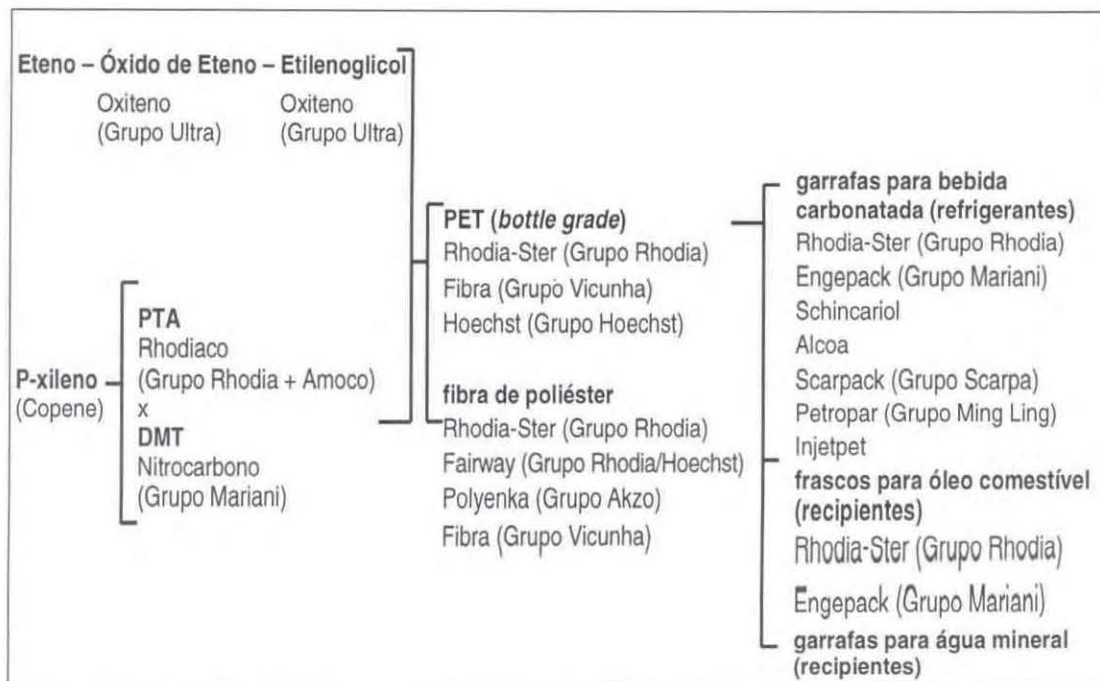 Eteno – Óxido de Eteno – Etilenoglicol
Oxiteno
(Grupo Ultra)
Oxiteno
(Grupo Ultra)
P-xileno
(Copene)
PTA
Rhodiaco
(Grupo Rhodia + Amoco)
x
DMT
Nitrocarbono
(Grupo Mariani)
PET (bottle grade)
Rhodia-Ster (Grupo Rhodia)
Fibra (Grupo Vicunha)
Hoechst (Grupo Hoechst)
fibra de poliéster
Rhodia-Ster (Grupo Rhodia)
Fairway (Grupo Rhodia/Hoechst)
Polyenka (Grupo Akzo)
Fibra (Grupo Vicunha)
garrafas para bebida
carbonatada (refrigerantes)
Rhodia-Ster (Grupo Rhodia)
Engepack (Grupo Mariani)
Schincariol
Alcoa
Scarpack (Grupo Scarpa)
Petropar (Grupo Ming Ling)
Injetpet
frascos para óleo comestível
(recipientes)
Rhodia-Ster (Grupo Rhodia)
Engepack (Grupo Mariani)
garrafas para água mineral
(recipientes)